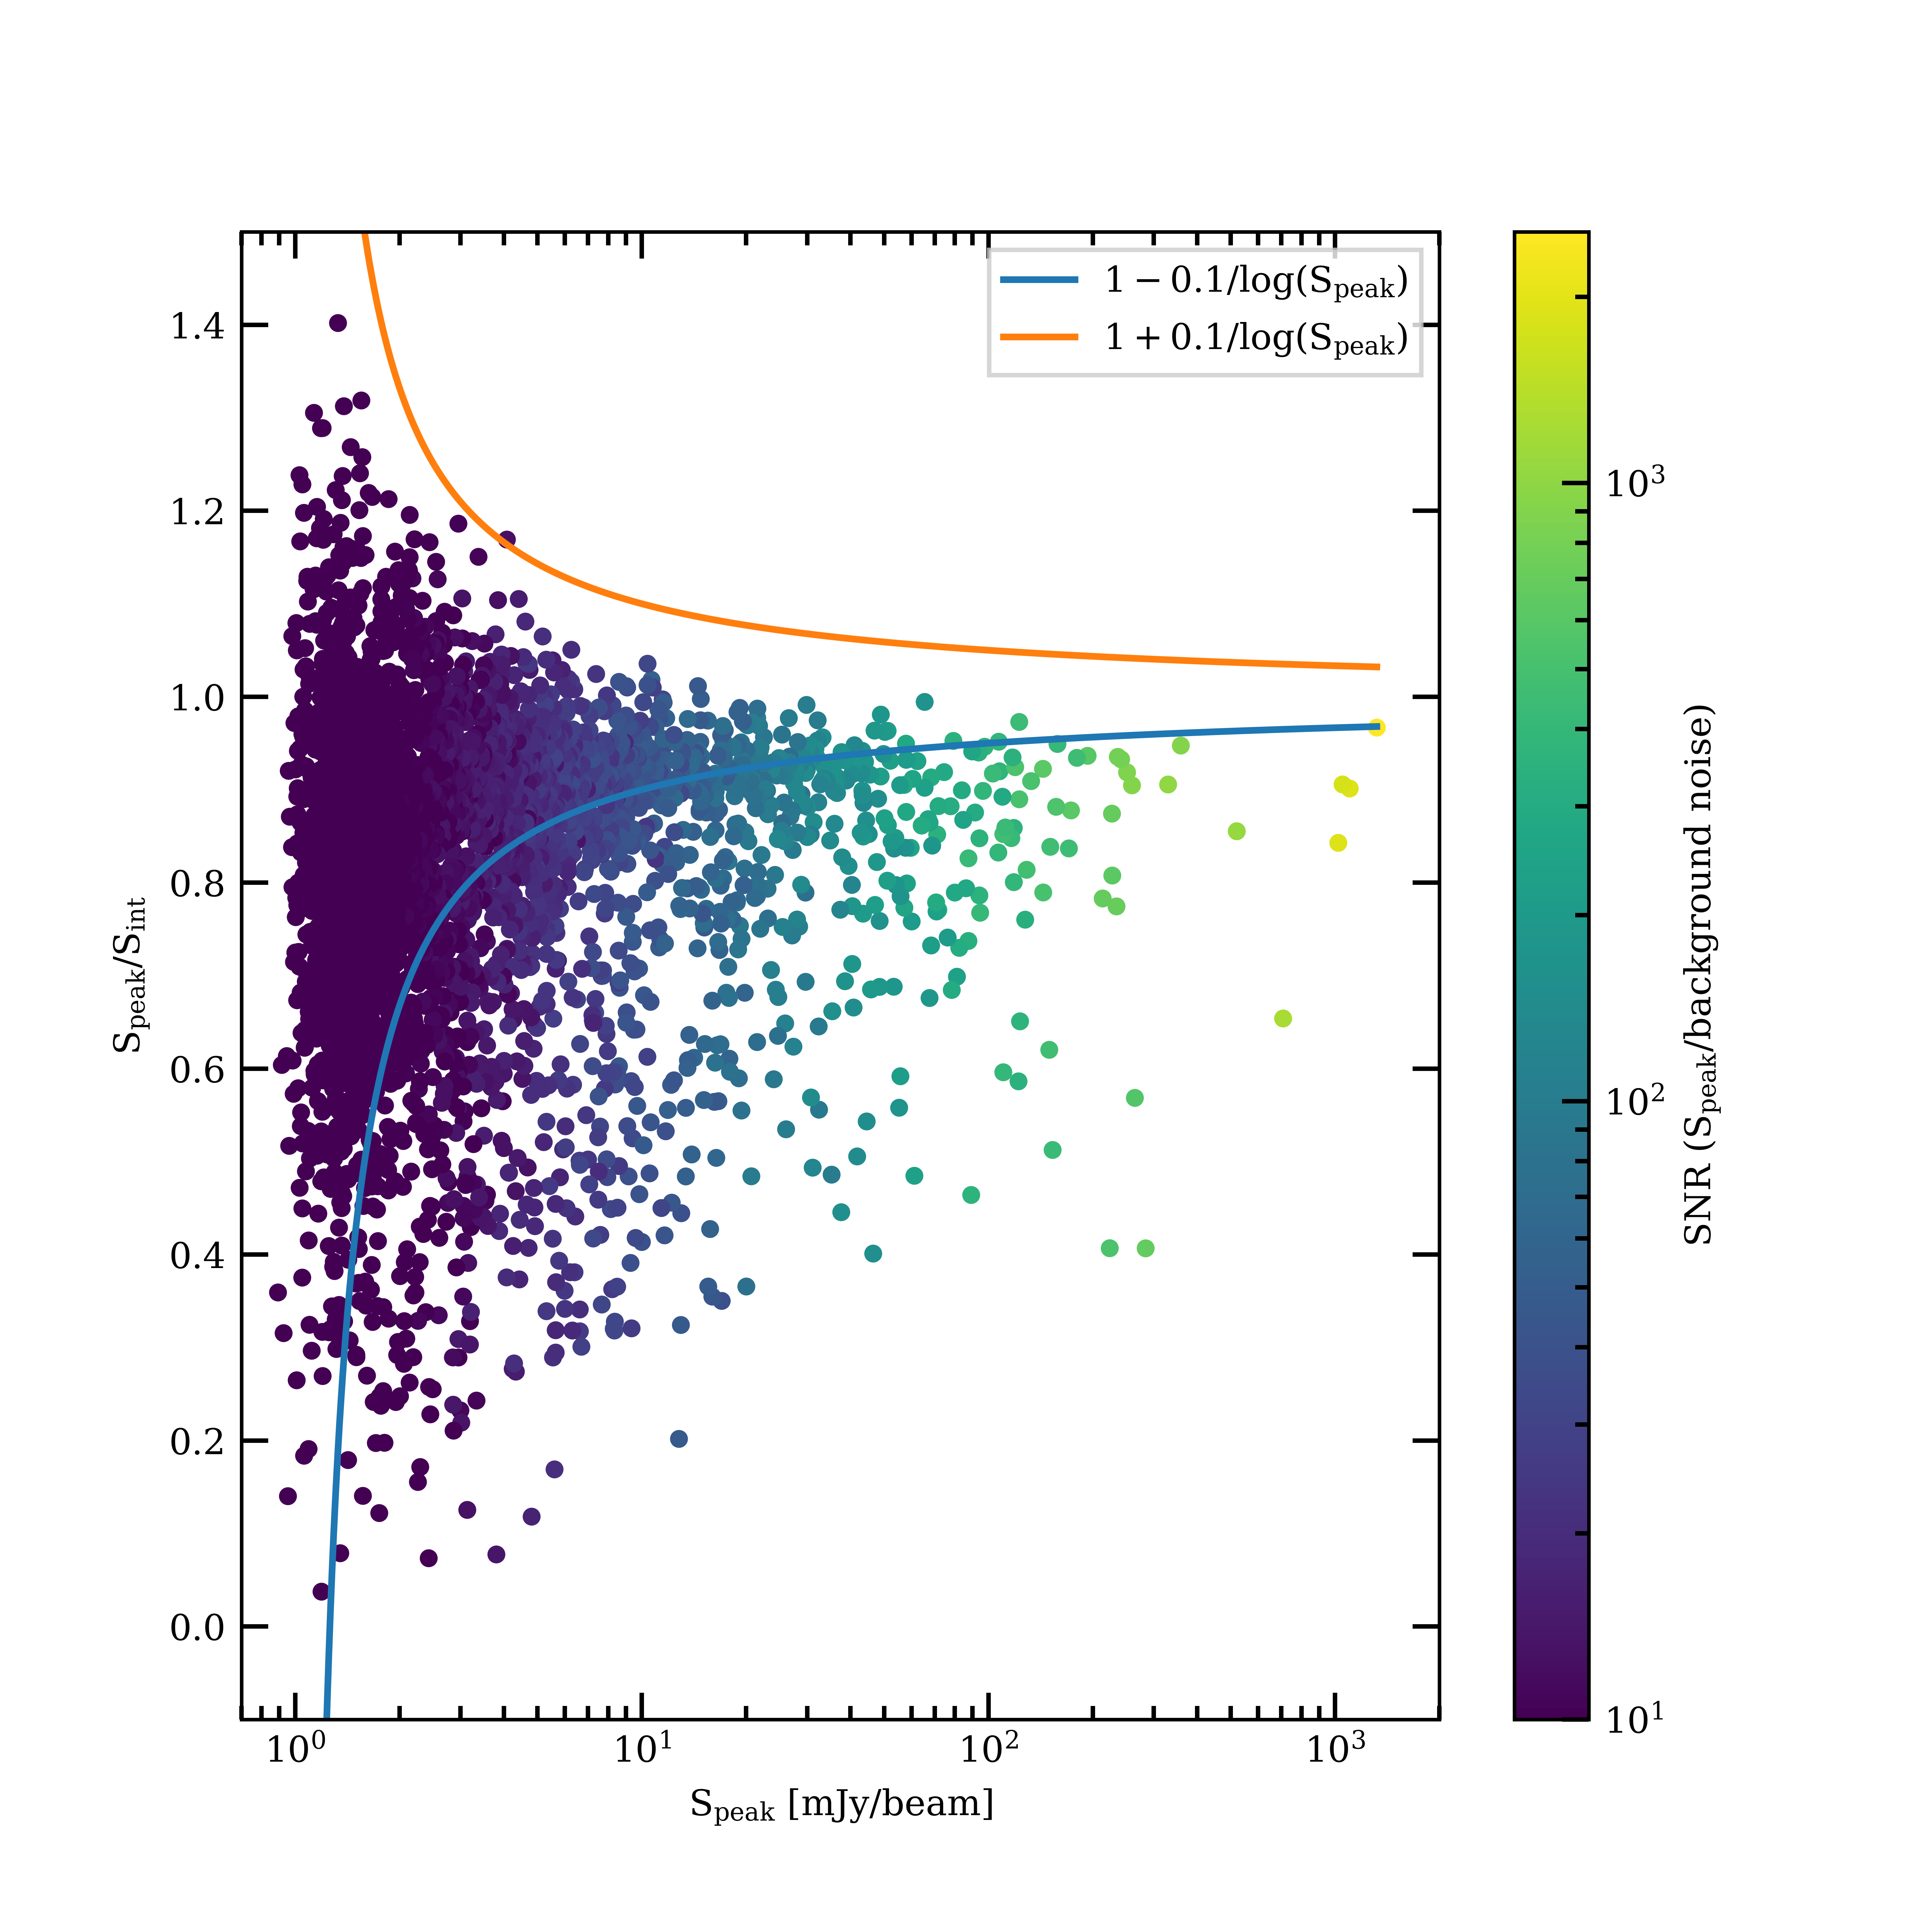 1 − 0.1/log(S_peak)
1 + 0.1/log(S_peak)
1.4
1.2
1.0
0.8
0.6
0.4
0.2
0.0
S_peak/S_int
10^0 10^1 10^2 10^3
S_peak [mJy/beam]
10^3
10^2
10^1
SNR (S_peak/background noise)